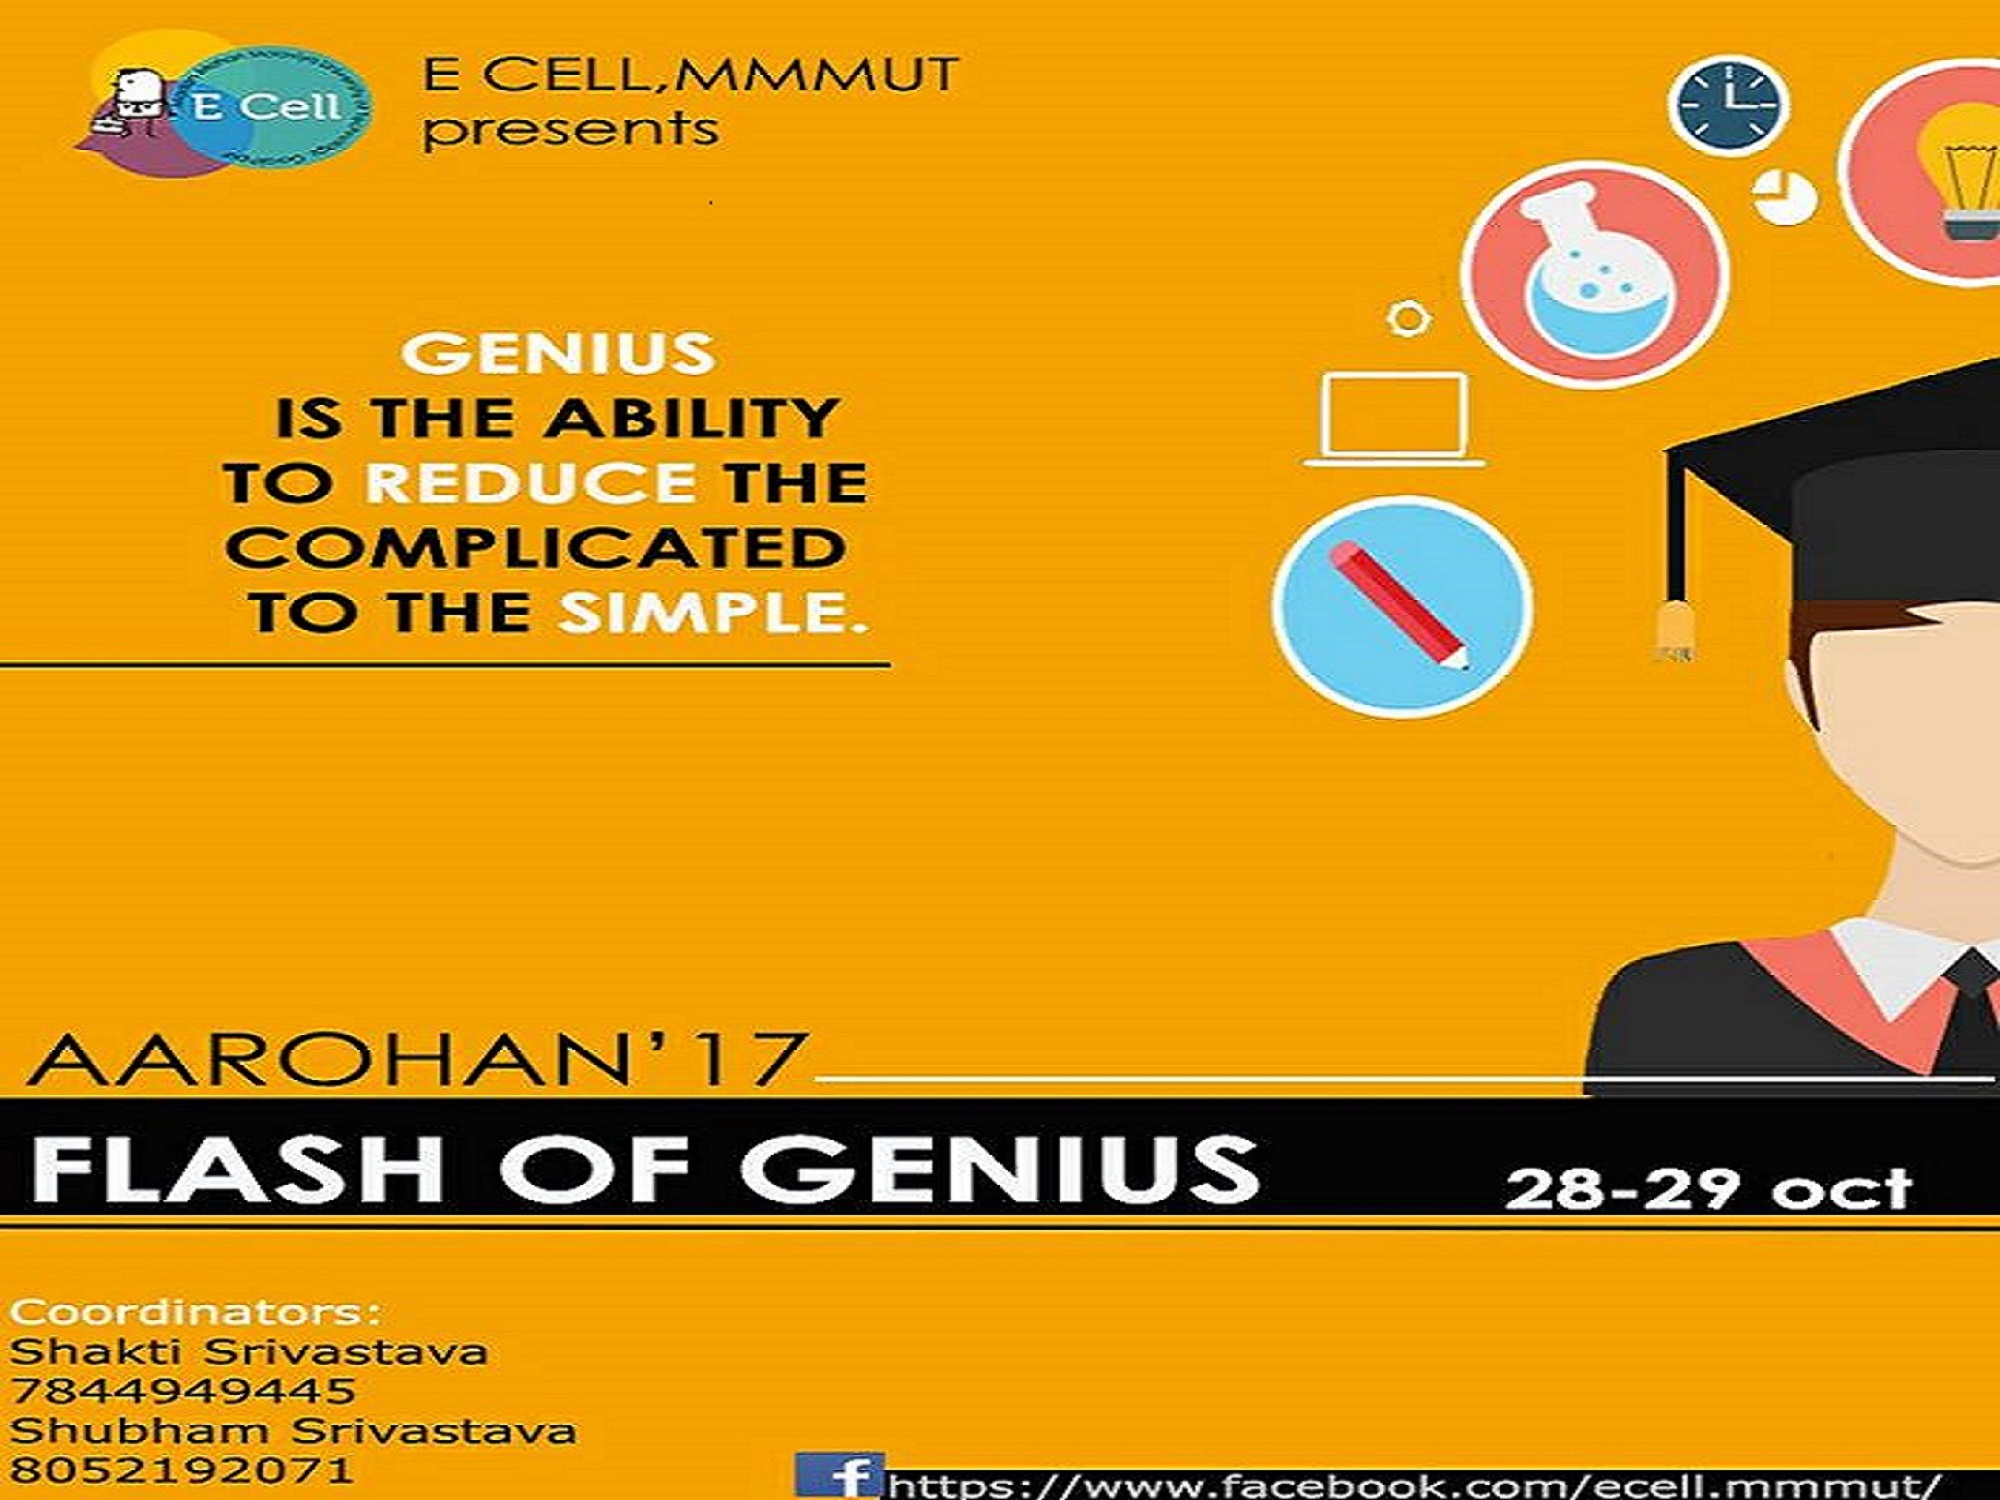 E Cell
E CELL,MMMUT
presents
GENIUS
IS THE ABILITY
TO REDUCE THE
COMPLICATED
TO THE SIMPLE.
AAROHAN’17
FLASH OF GENIUS
28-29 oct
Coordinators:
Shakti Srivastava
7844949445
Shubham Srivastava
8052192071
f
https://www.facebook.com/ecell.mmmut/